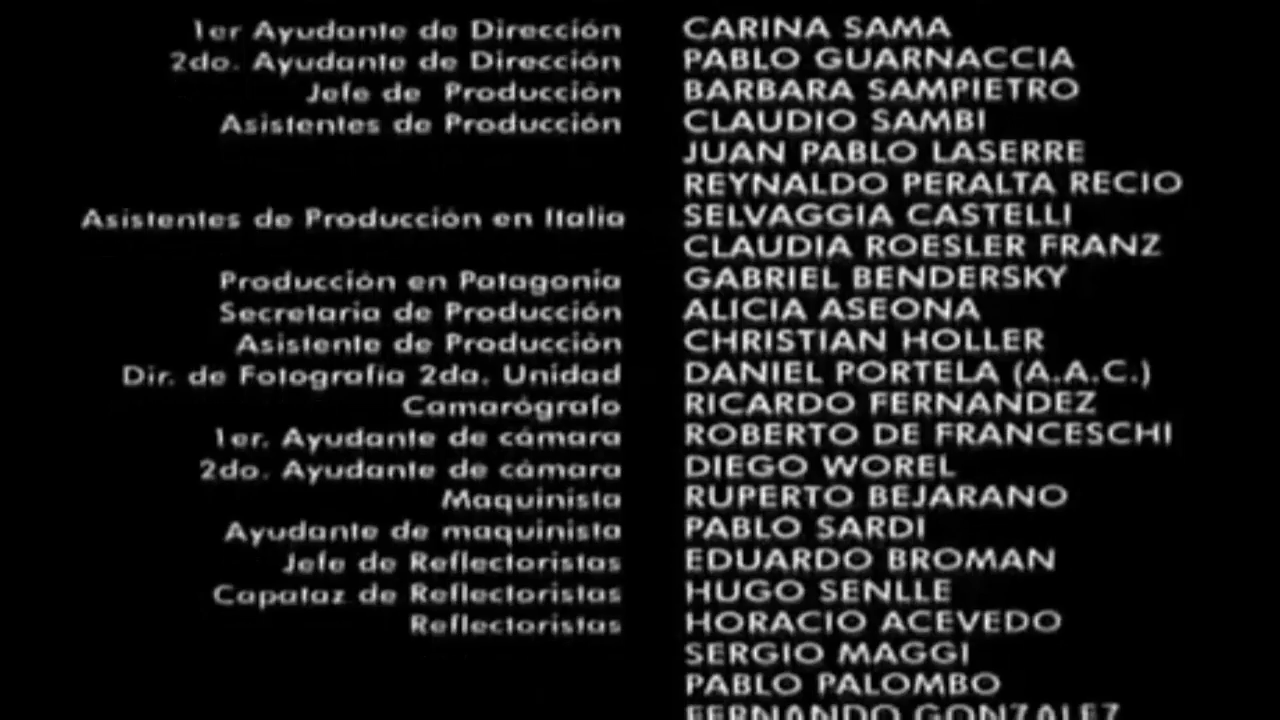 1er Ayudante de Dirección CARINA SAMA
2do. Ayudante de Dirección PABLO GUARNACCIA
Jefe de Producción BARBARA SAMPIETRO
Asistentes de Producción CLAUDIO SAMBI
JUAN PABLO LASERRE
REYNALDO PERALTA RECIO
Asistentes de Producción en Italia SELVAGGIA CASTELLI
CLAUDIA ROESLER FRANZ
Producción en Patagonia GABRIEL BENDERSKY
Secretaria de Producción ALICIA ASEONA
Asistente de Producción CHRISTIAN HOLLER
Dir. de Fotografia 2da. Unidad DANIEL PORTELA (A.A.C.)
Camarógrafo RICARDO FERNANDEZ
1er. Ayudante de cámara ROBERTO DE FRANCESCHI
2do. Ayudante de cámara DIEGO WOREL
Maquinista RUPERTO BEJARANO
Ayudante de maquinista PABLO SARDI
Jefe de Reflectoristas EDUARDO BROMAN
Capataz de Reflectoristas HUGO SENLLE
Reflectoristas HORACIO ACEVEDO
SERGIO MAGGI
PABLO PALOMBO
FERNANDO GONZALEZ